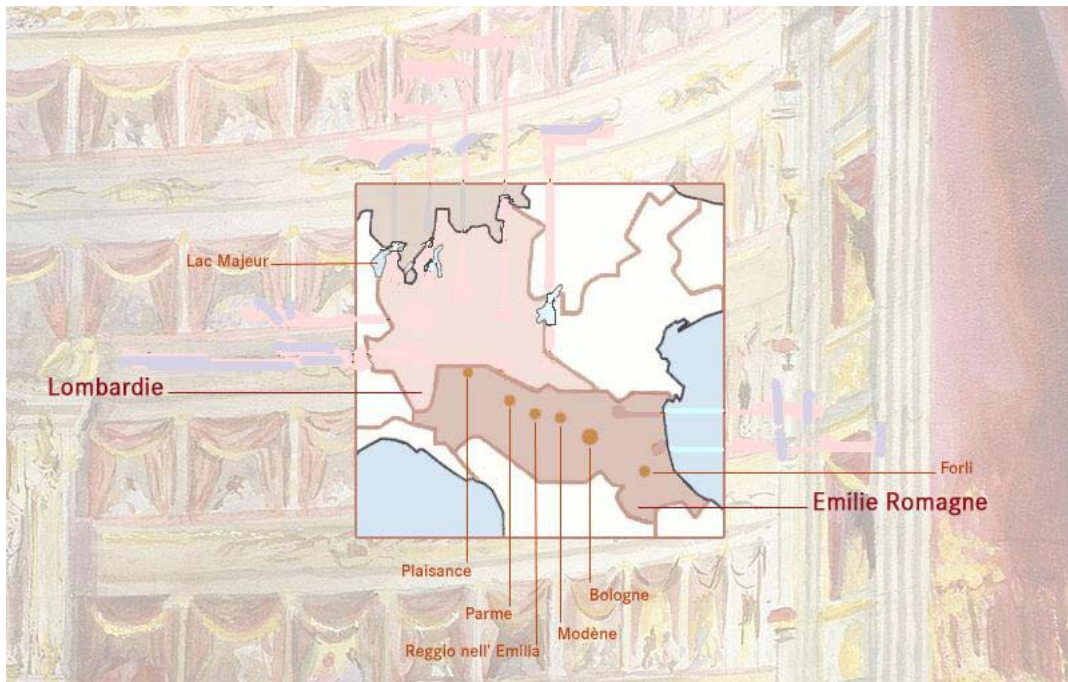 Lac Majeur
Lombardie
Forli
Emilie Romagne
Plaisance
Bologne
Parme
Modène
Reggio nell' Emilia